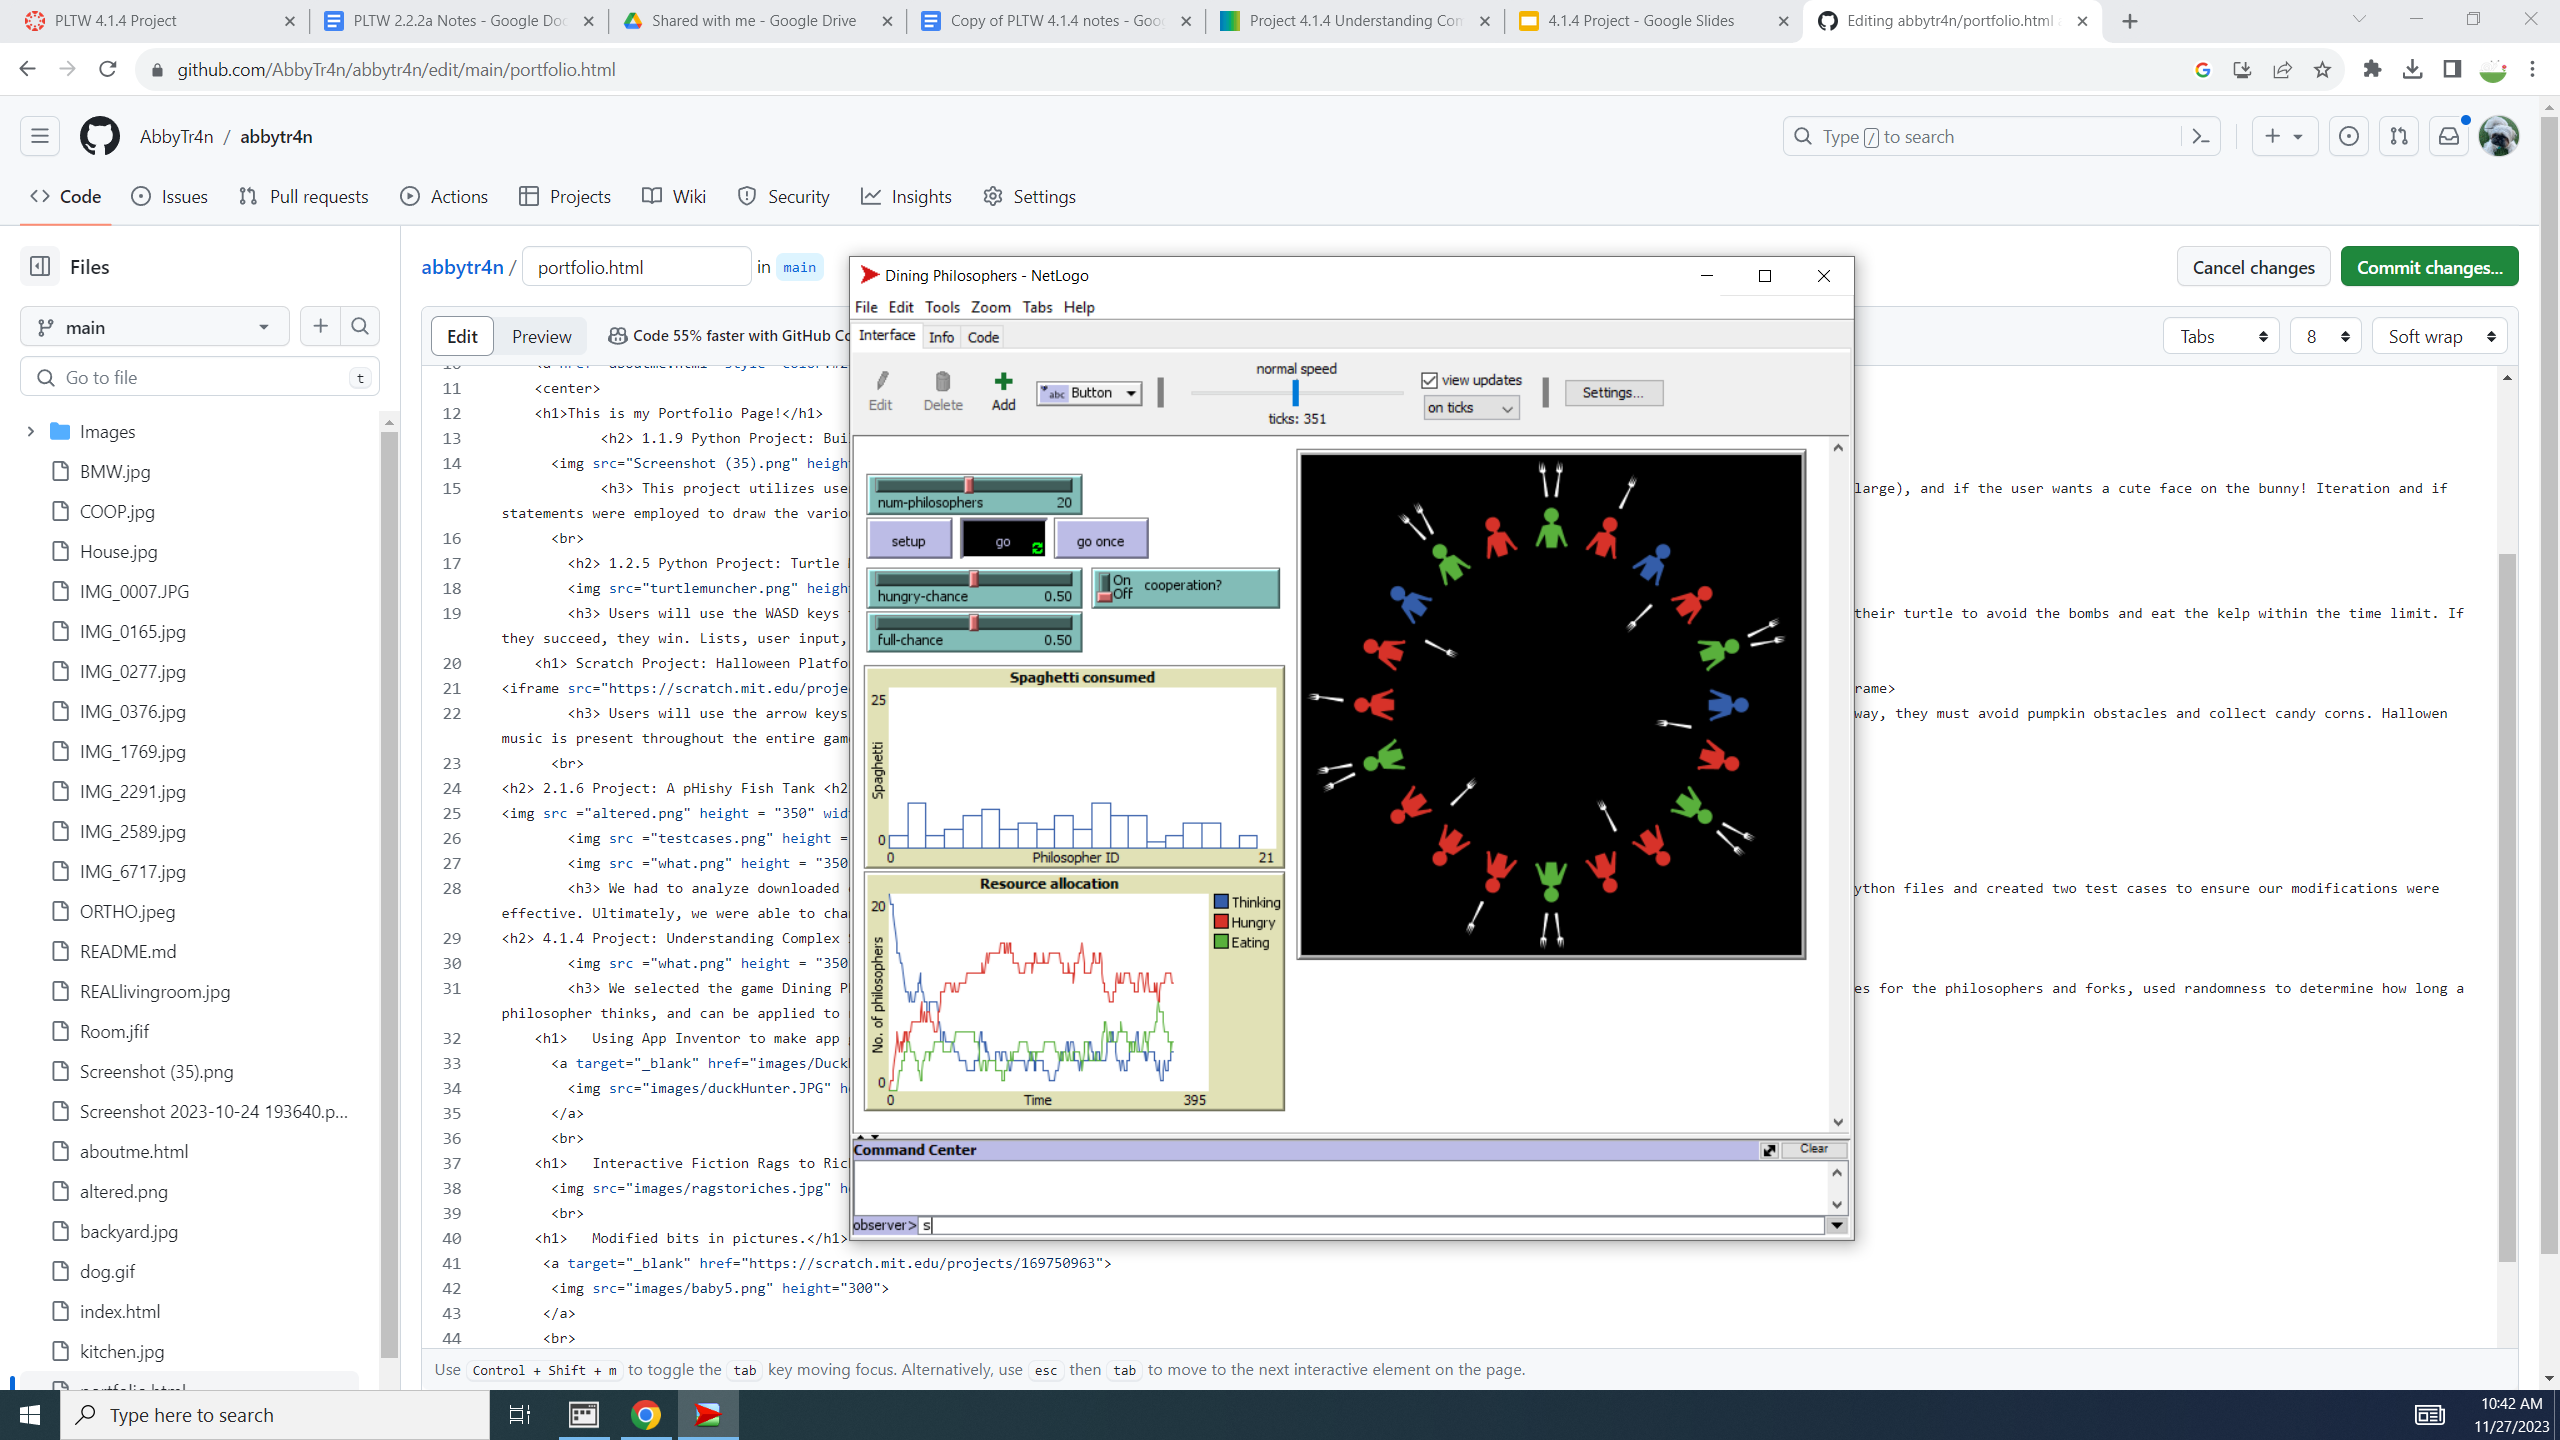 PLTW 4.1.4 Project
PLTW 2.2.2a Notes - Google Doc
Shared with me - Google Drive
Copy of PLTW 4.1.4 notes - Goog
Project 4.1.4 Understanding Com
4.1.4 Project - Google Slides
Editing abbytr4n/portfolio.html a
github.com/AbbyTr4n/abbytr4n/edit/main/portfolio.html
AbbyTr4n / abbytr4n
Type / to search
Code
Issues
Pull requests
Actions
Projects
Wiki
Security
Insights
Settings
Files
abbytr4n / portfolio.html in main
Cancel changes
Commit changes...
main
Go to file
t
Images
BMW.jpg
COOP.jpg
House.jpg
IMG_0007.JPG
IMG_0165.jpg
IMG_0277.jpg
IMG_0376.jpg
IMG_1769.jpg
IMG_2291.jpg
IMG_2589.jpg
IMG_6717.jpg
ORTHO.jpeg
README.md
REALlivingroom.jpg
Room.jfif
Screenshot (35).png
Screenshot 2023-10-24 193640.p...
aboutme.html
altered.png
backyard.jpg
dog.gif
index.html
kitchen.jpg
portfolio.html
Edit
Preview
Code 55% faster with GitHub Co
Tabs
8
Soft wrap
11 <center>
12 <h1>This is my Portfolio Page!</h1>
13 <h2> 1.1.9 Python Project: Bui
14 <img src="Screenshot (35).png" height
15 <h3> This project utilizes use
large), and if the user wants a cute face on the bunny! Iteration and if
statements were employed to draw the variou
16 <br>
17 <h2> 1.2.5 Python Project: Turtle
18 <img src="turtlemuncher.png" height
19 <h3> Users will use the WASD keys
their turtle to avoid the bombs and eat the kelp within the time limit. If
they succeed, they win. Lists, user input,
20 <h1> Scratch Project: Halloween Platfo
21 <iframe src="https://scratch.mit.edu/projec
rame>
22 <h3> Users will use the arrow keys
way, they must avoid pumpkin obstacles and collect candy corns. Hallowen
music is present throughout the entire game
23 <br>
24 <h2> 2.1.6 Project: A pHishy Fish Tank <h2
25 <img src ="altered.png" height = "350" wid
26 <img src ="testcases.png" height =
27 <img src ="what.png" height = "350
28 <h3> We had to analyze downloaded
ython files and created two test cases to ensure our modifications were
effective. Ultimately, we were able to cha
29 <h2> 4.1.4 Project: Understanding Complex
30 <img src ="what.png" height = "350
31 <h3> We selected the game Dining P
es for the philosophers and forks, used randomness to determine how long a
philosopher thinks, and can be applied to
32 <h1> Using App Inventor to make app
33 <a target="_blank" href="images/Duck
34 <img src="images/duckHunter.JPG" he
35 </a>
36 <br>
37 <h1> Interactive Fiction Rags to Ric
38 <img src="images/ragstoriches.jpg" he
39 <br>
40 <h1> Modified bits in pictures.</h1>
41 <a target="_blank" href="https://scratch.mit.edu/projects/169750963">
42 <img src="images/baby5.png" height="300">
43 </a>
44 <br>
Use Control + Shift + m to toggle the tab key moving focus. Alternatively, use esc then tab to move to the next interactive element on the page.
Dining Philosophers - NetLogo
File Edit Tools Zoom Tabs Help
Interface Info Code
Edit
Delete
Add
abc Button
normal speed
ticks: 351
view updates
on ticks
Settings...
num-philosophers 20
setup
go
go once
hungry-chance 0.50
On
Off
cooperation?
full-chance 0.50
Spaghetti consumed
25
Spaghetti
0
0
Philosopher ID
21
Resource allocation
20
No. of philosophers
0
0
Time
395
Thinking
Hungry
Eating
Command Center
Clear
observer> s
Type here to search
10:42 AM
11/27/2023